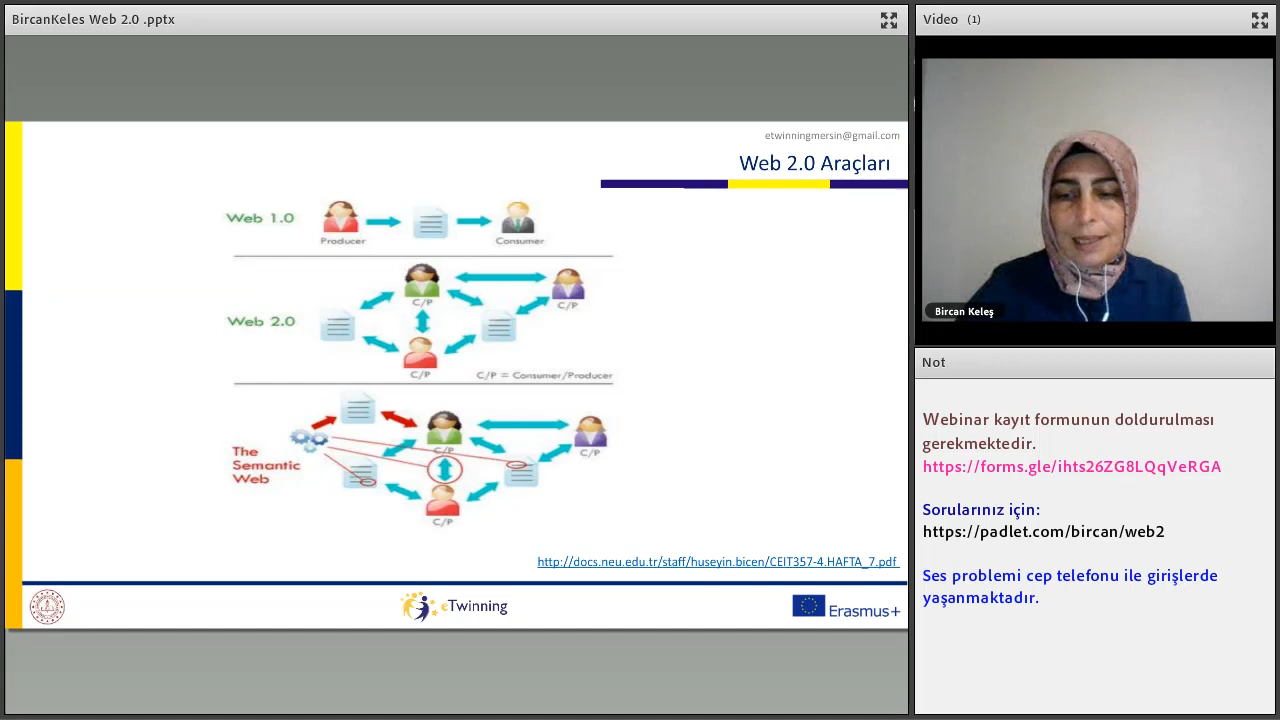 BircanKeles Web 2.0 .pptx
etwinningmersin@gmail.com
Web 2.0 Araçları
Web 1.0
Producer
Consumer
C/P
C/P
Web 2.0
C/P
C/P = Consumer/Producer
C/P
C/P
The
Semantic
Web
C/P
http://docs.neu.edu.tr/staff/huseyin.bicen/CEIT357-4.HAFTA_7.pdf
eTwinning
Erasmus+
Video (1)
Bircan Keleş
Not
Webinar kayıt formunun doldurulması
gerekmektedir.
https://forms.gle/ihts26ZG8LQqVeRGA
Sorularınız için:
https://padlet.com/bircan/web2
Ses problemi cep telefonu ile girişlerde
yaşanmaktadır.